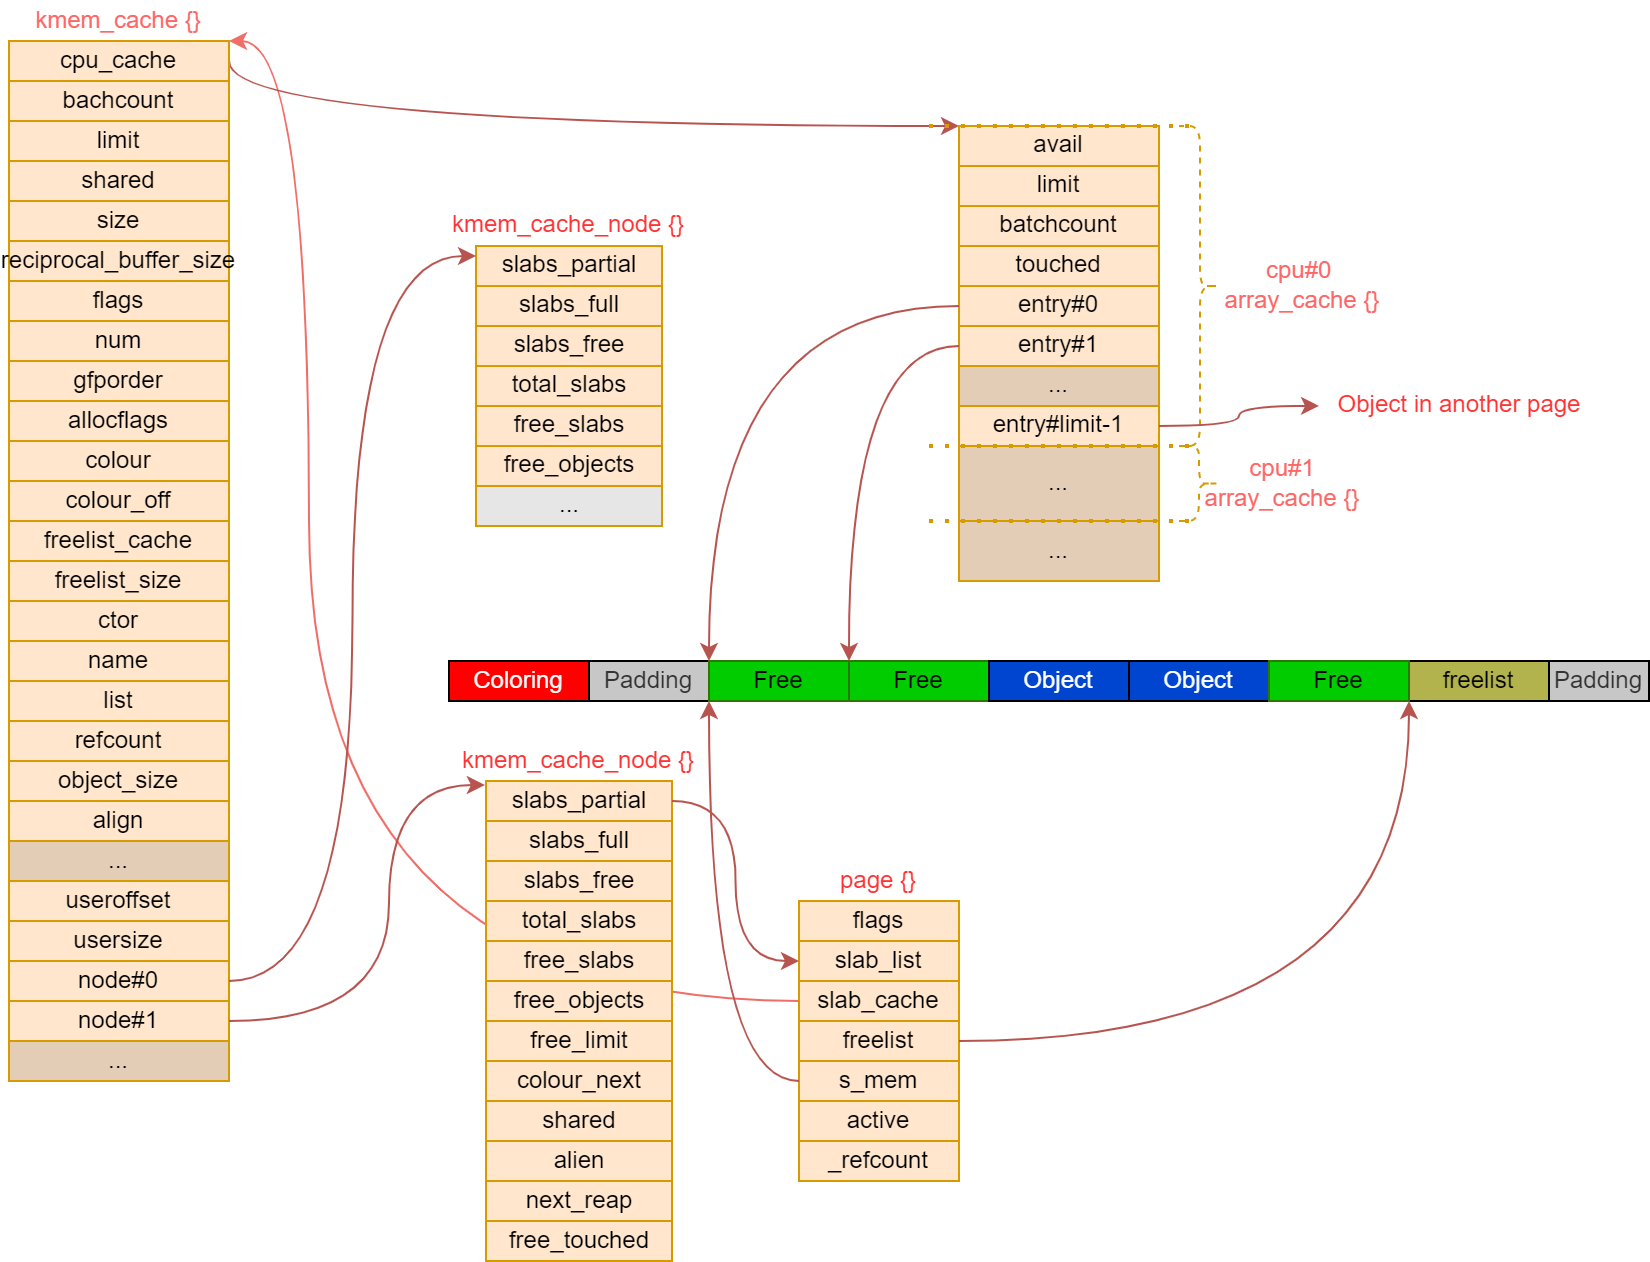 kmem_cache {}
cpu_cache
bachcount
limit
shared
size
reciprocal_buffer_size
flags
num
gfporder
allocflags
colour
colour_off
freelist_cache
freelist_size
ctor
name
list
refcount
object_size
align
...
useroffset
usersize
node#0
node#1
...
kmem_cache_node {}
slabs_partial
slabs_full
slabs_free
total_slabs
free_slabs
free_objects
...
avail
limit
batchcount
touched
entry#0
entry#1
...
entry#limit-1
...
...
cpu#0
array_cache {}
Object in another page
cpu#1
array_cache {}
Coloring
Padding
Free
Free
Object
Object
Free
freelist
Padding
kmem_cache_node {}
slabs_partial
slabs_full
slabs_free
total_slabs
free_slabs
free_objects
free_limit
colour_next
shared
alien
next_reap
free_touched
page {}
flags
slab_list
slab_cache
freelist
s_mem
active
_refcount